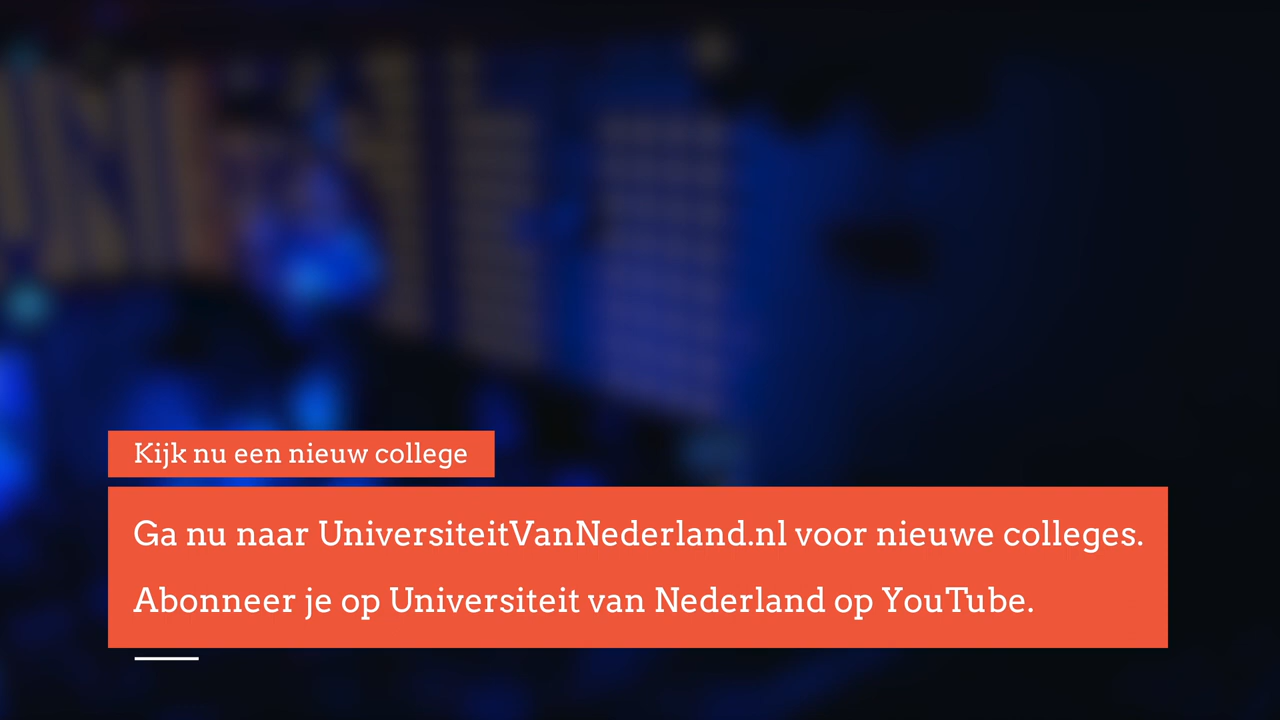 Kijk nu een nieuw college
Ga nu naar UniversiteitVanNederland.nl voor nieuwe colleges.
Abonneer je op Universiteit van Nederland op YouTube.